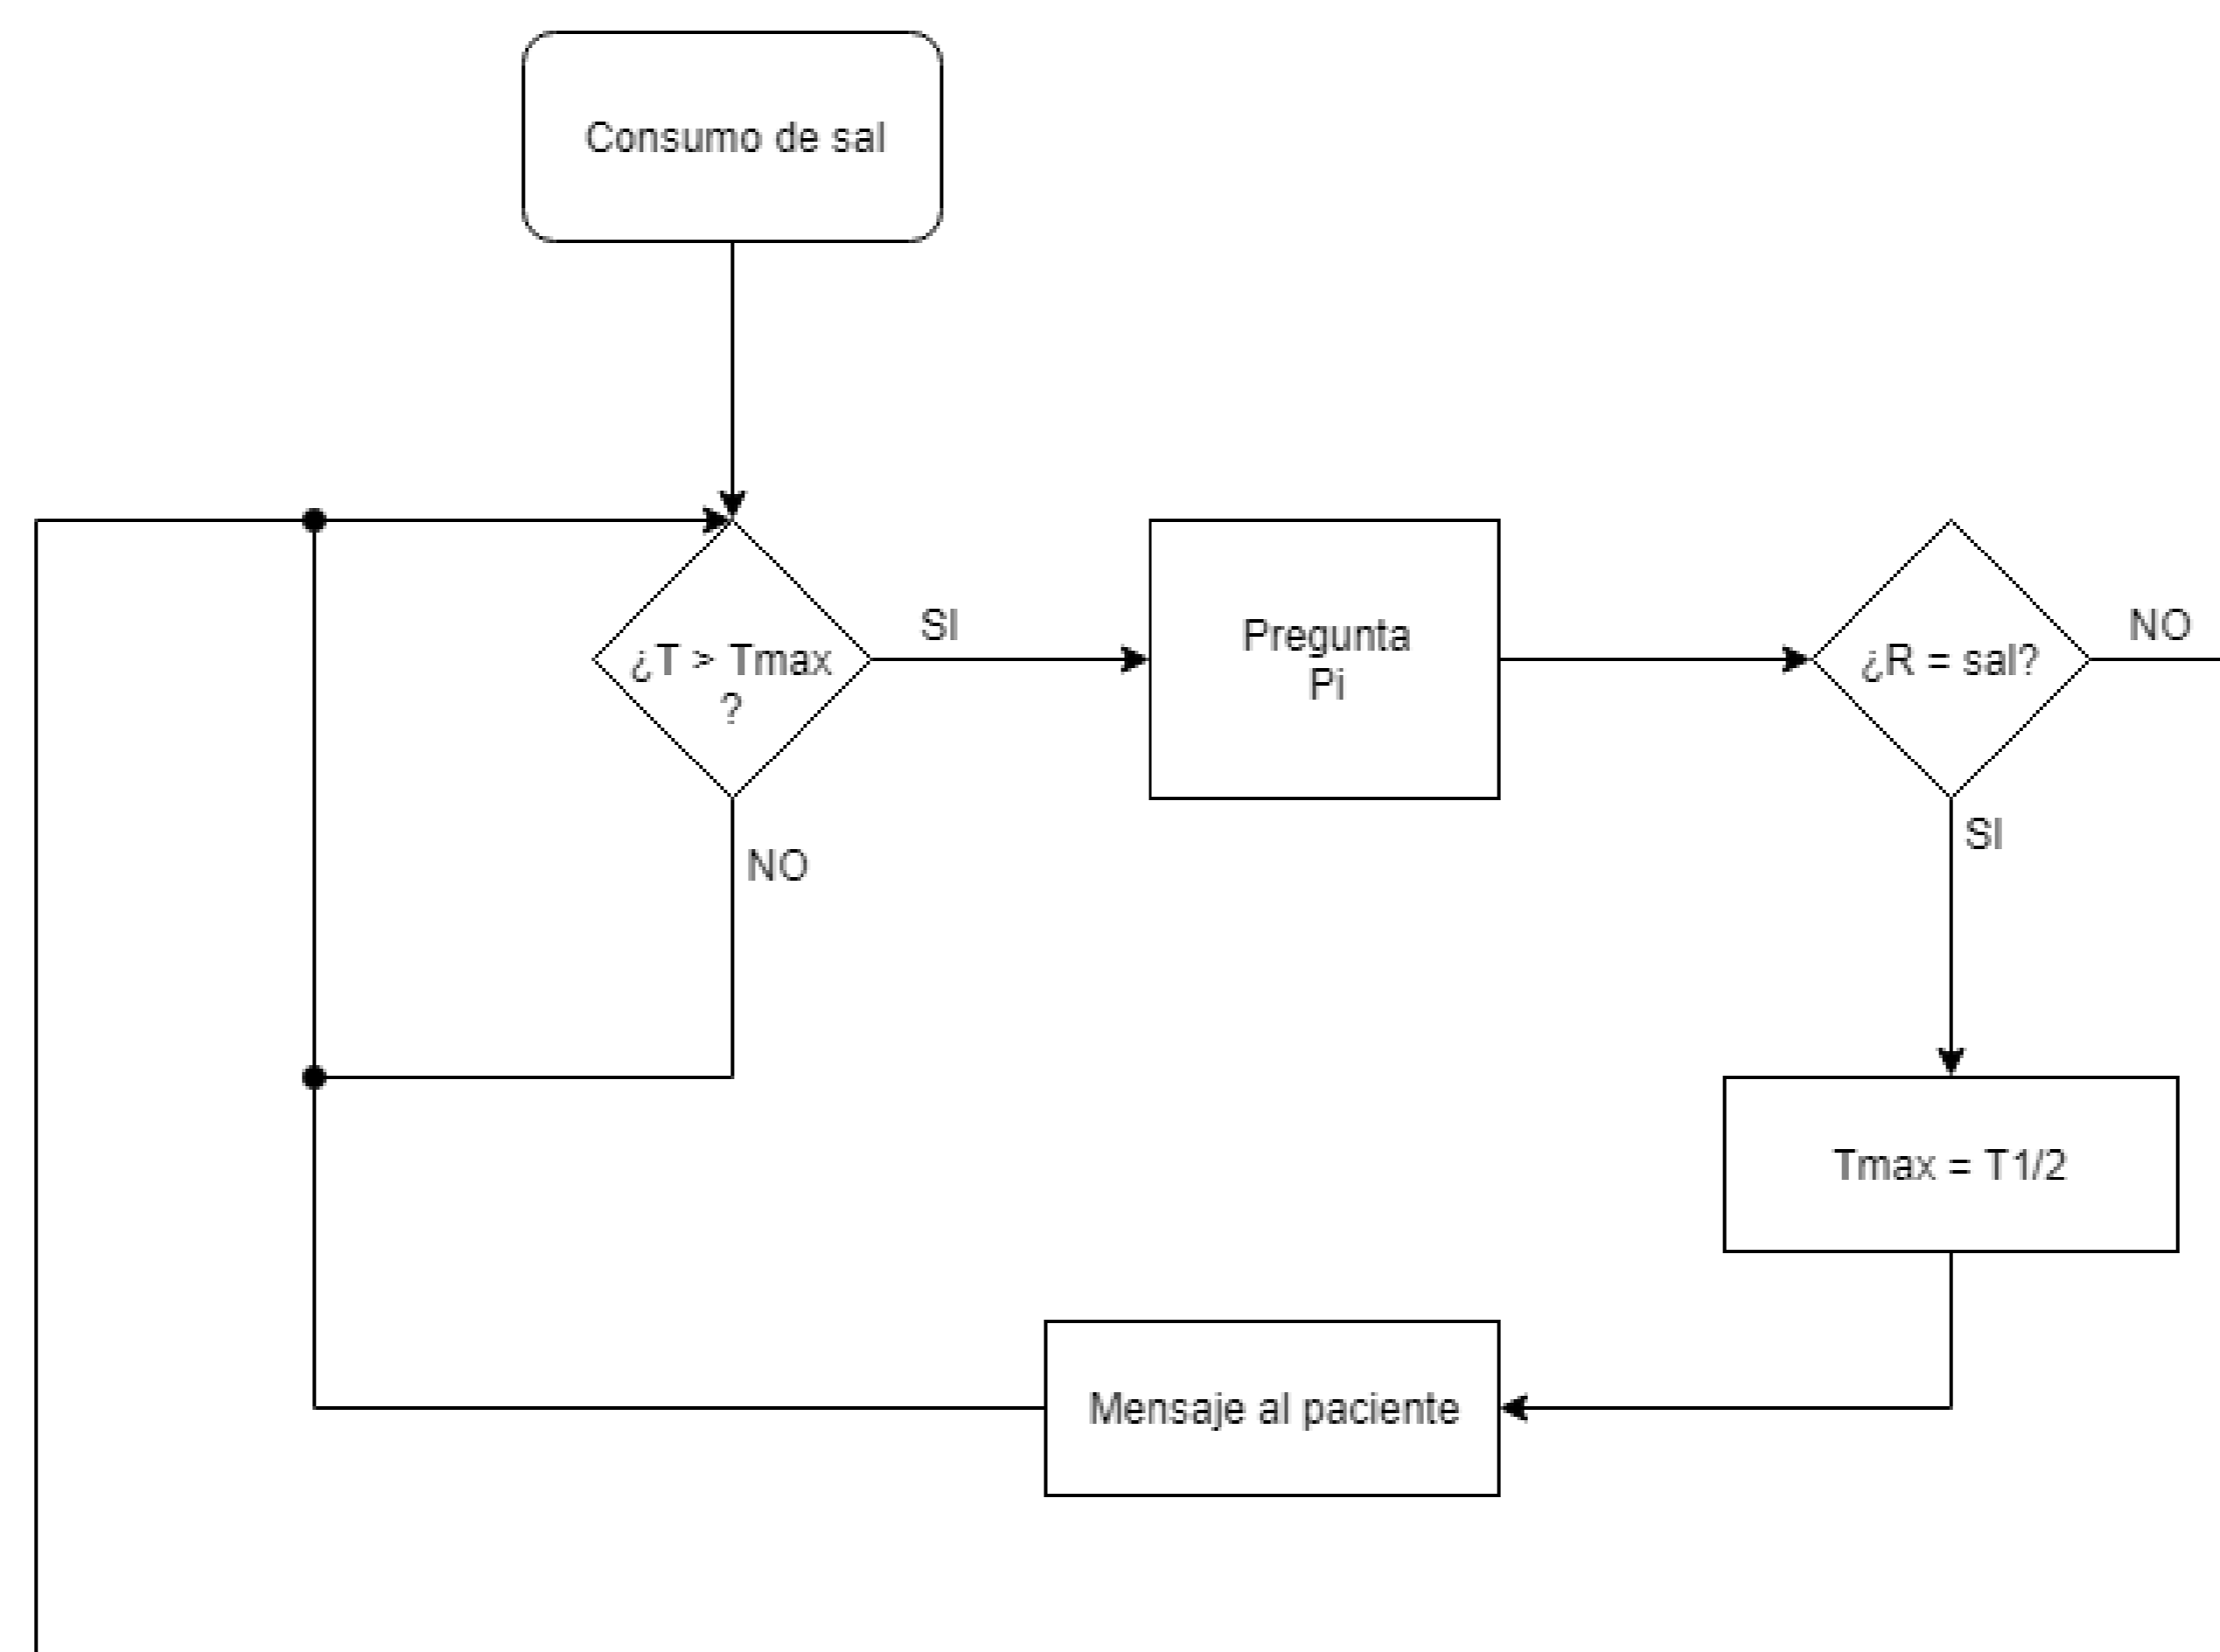 Consumo de sal
¿T > Tmax
?
SI
NO
Pregunta
Pi
¿R = sal?
NO
SI
Tmax = T1/2
Mensaje al paciente